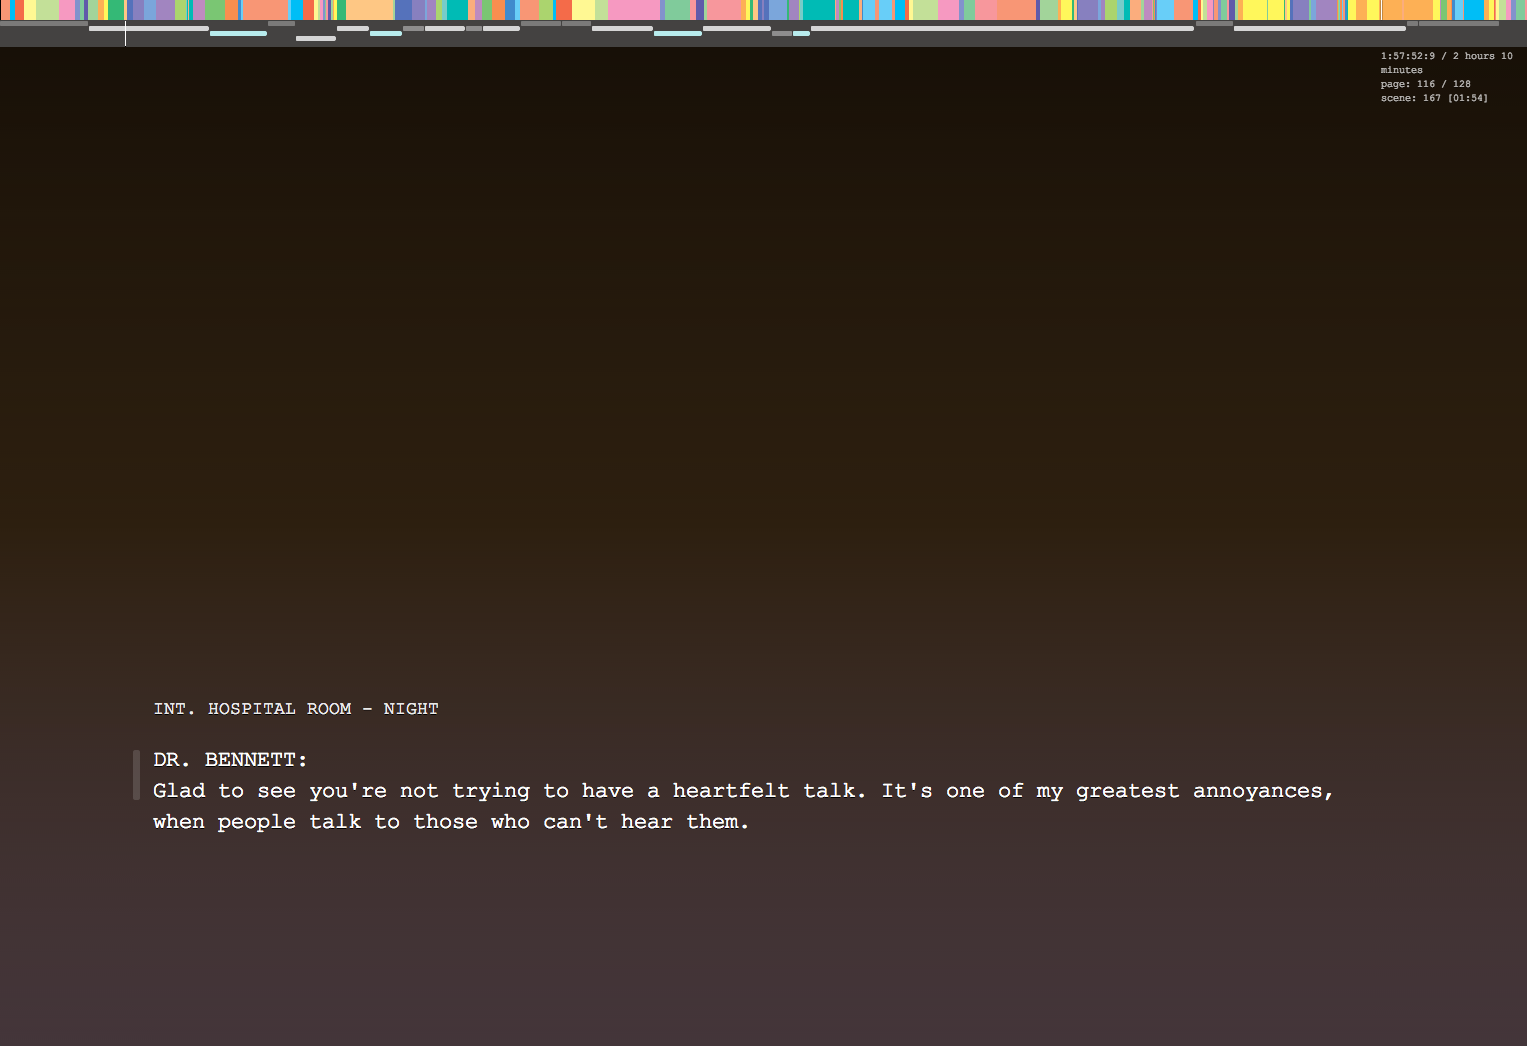 1:57:52:9 / 2 hours 10
minutes
page: 116 / 128
scene: 167 [01:54]
INT. HOSPITAL ROOM - NIGHT
DR. BENNETT:
Glad to see you're not trying to have a heartfelt talk. It's one of my greatest annoyances,
when people talk to those who can't hear them.